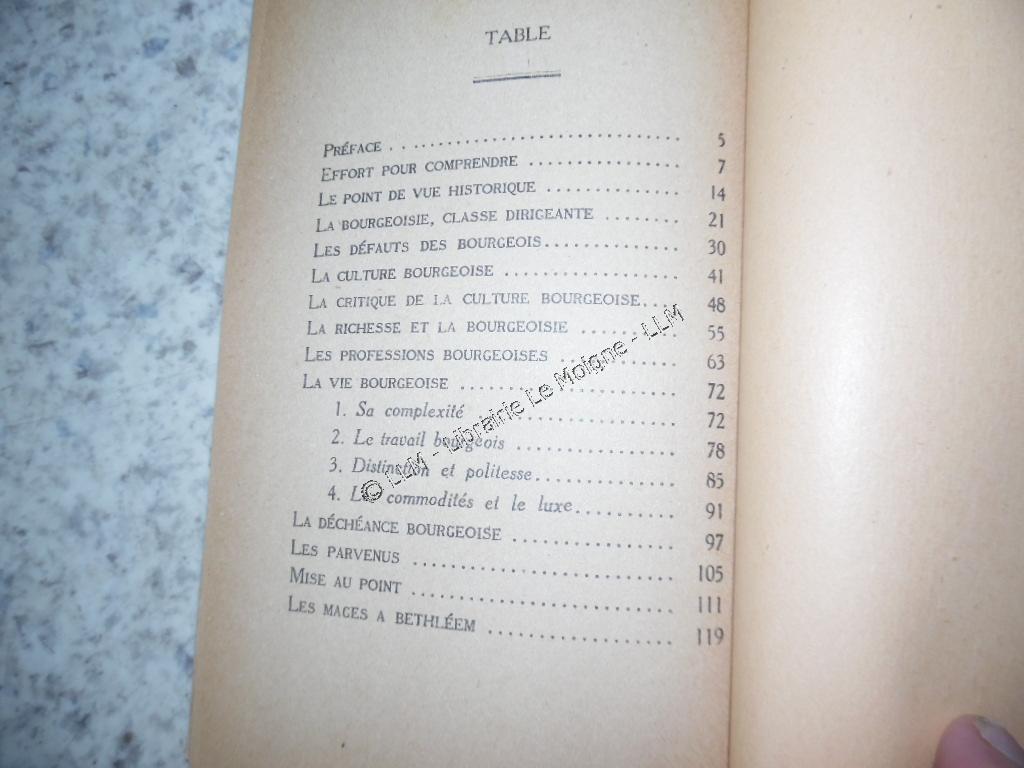 TABLE
PRÉFACE . . . . . . . . . . . . . . . . . . . . . . . . . . . . 5
EFFORT POUR COMPRENDRE . . . . . . . . . . . . . . . 7
LE POINT DE VUE HISTORIQUE . . . . . . . . . . . . . 14
LA BOURGEOISIE, CLASSE DIRIGEANTE . . . . . . . . 21
LES DÉFAUTS DES BOURGEOIS. . . . . . . . . . . . . . 30
LA CULTURE BOURGEOISE . . . . . . . . . . . . . . . . . 41
LA CRITIQUE DE LA CULTURE BOURGEOISE. . . . 48
LA RICHESSE ET LA BOURGEOISIE . . . . . . . . . . 55
LES PROFESSIONS BOURGEOISES . . . . . . . . . . . . 63
LA VIE BOURGEOISE . . . . . . . . . . . . . . . . . . . . . 72
1. Sa complexité . . . . . . . . . . . . . . . . . . . . 72
2. Le travail bourgeois . . . . . . . . . . . . . . . . 78
3. Distinction et politesse. . . . . . . . . . . . . . 85
4. Les commodités et le luxe. . . . . . . . . . . 91
LA DÉCHÉANCE BOURGEOISE . . . . . . . . . . . . . . . . 97
LES PARVENUS . . . . . . . . . . . . . . . . . . . . . . . . . 105
MISE AU POINT . . . . . . . . . . . . . . . . . . . . . . . . . 111
LES MAGES A BETHLÉEM . . . . . . . . . . . . . . . . . . 119
© LLM - Librairie Le Moigne - LLM